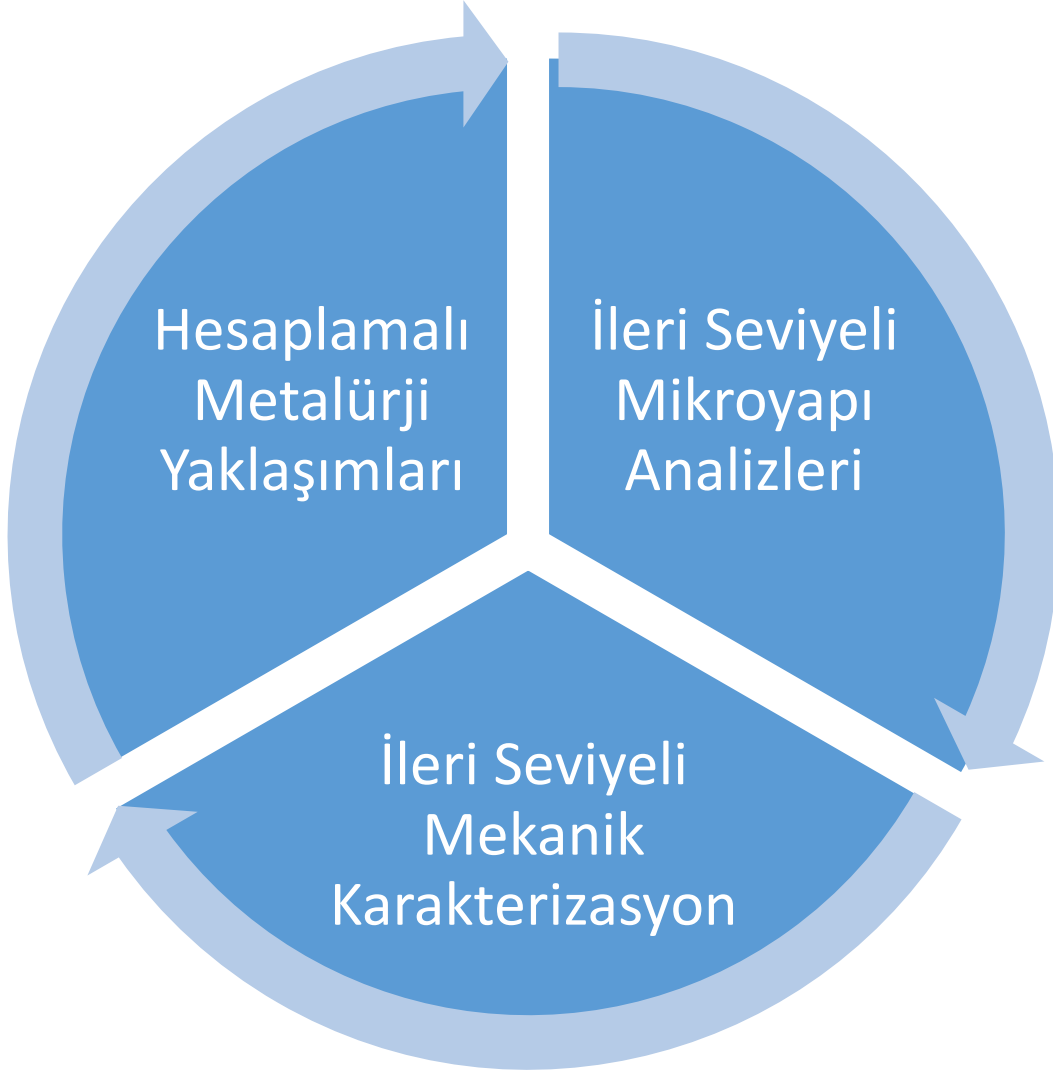 Hesaplamalı
Metalürji
Yaklaşımları
İleri Seviyeli
Mikroyapı
Analizleri
İleri Seviyeli
Mekanik
Karakterizasyon